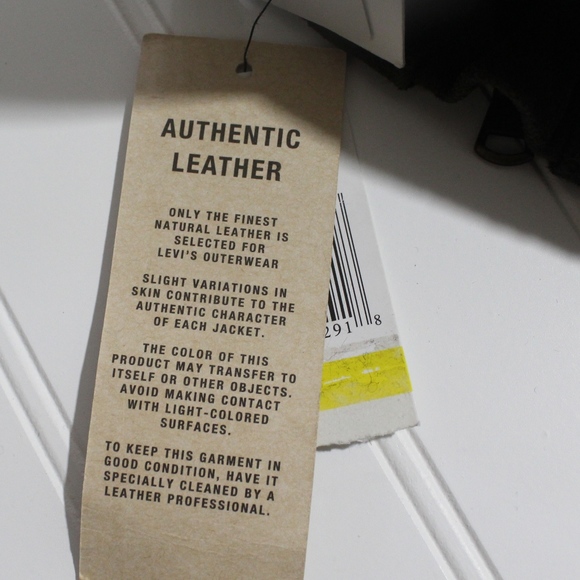 AUTHENTIC
LEATHER
ONLY THE FINEST
NATURAL LEATHER IS
SELECTED FOR
LEVI'S OUTERWEAR
SLIGHT VARIATIONS IN
SKIN CONTRIBUTE TO THE
AUTHENTIC CHARACTER
OF EACH JACKET.
THE COLOR OF THIS
PRODUCT MAY TRANSFER TO
ITSELF OR OTHER OBJECTS.
AVOID MAKING CONTACT
WITH LIGHT-COLORED
SURFACES.
TO KEEP THIS GARMENT IN
GOOD CONDITION, HAVE IT
SPECIALLY CLEANED BY A
LEATHER PROFESSIONAL.
291 8